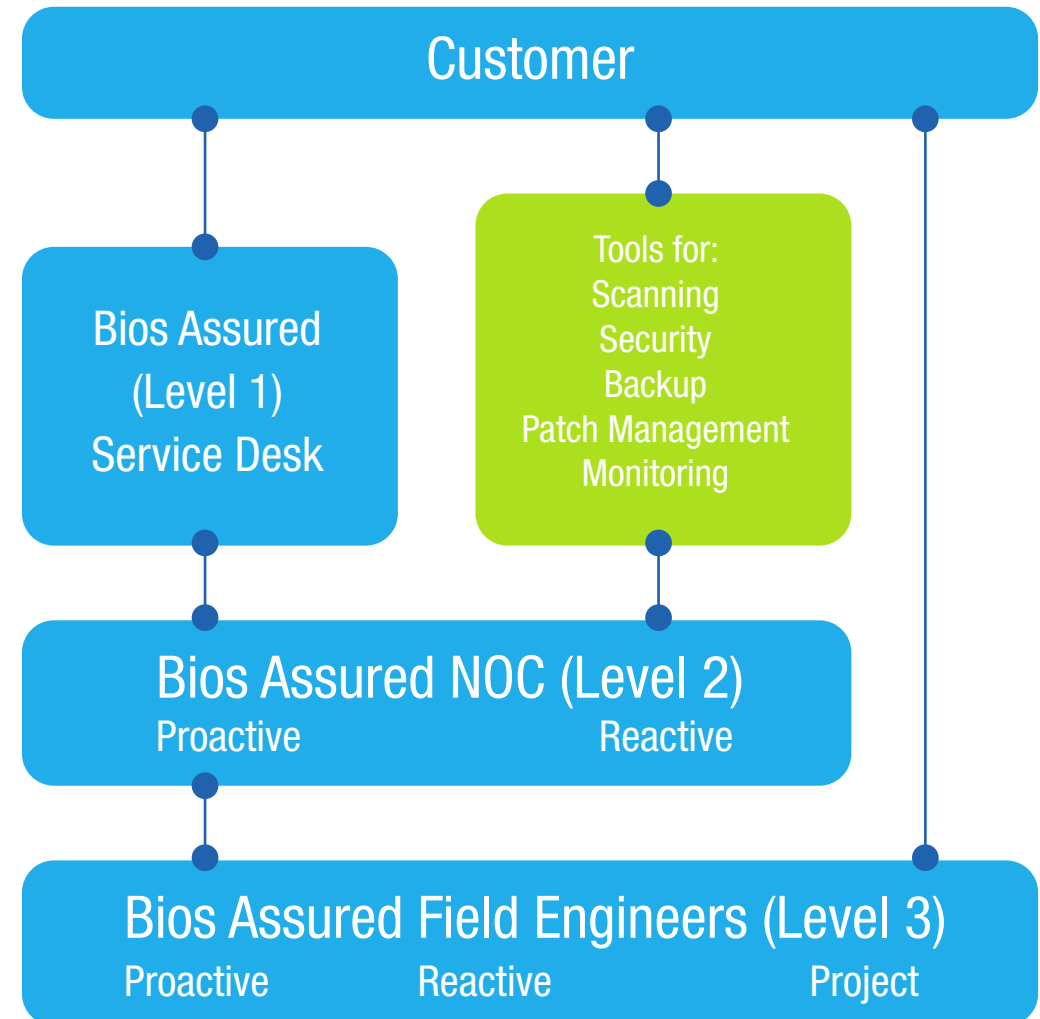 Customer
Bios Assured
(Level 1)
Service Desk
Tools for:
Scanning
Security
Backup
Patch Management
Monitoring
Bios Assured NOC (Level 2)
Proactive Reactive
Bios Assured Field Engineers (Level 3)
Proactive Reactive Project